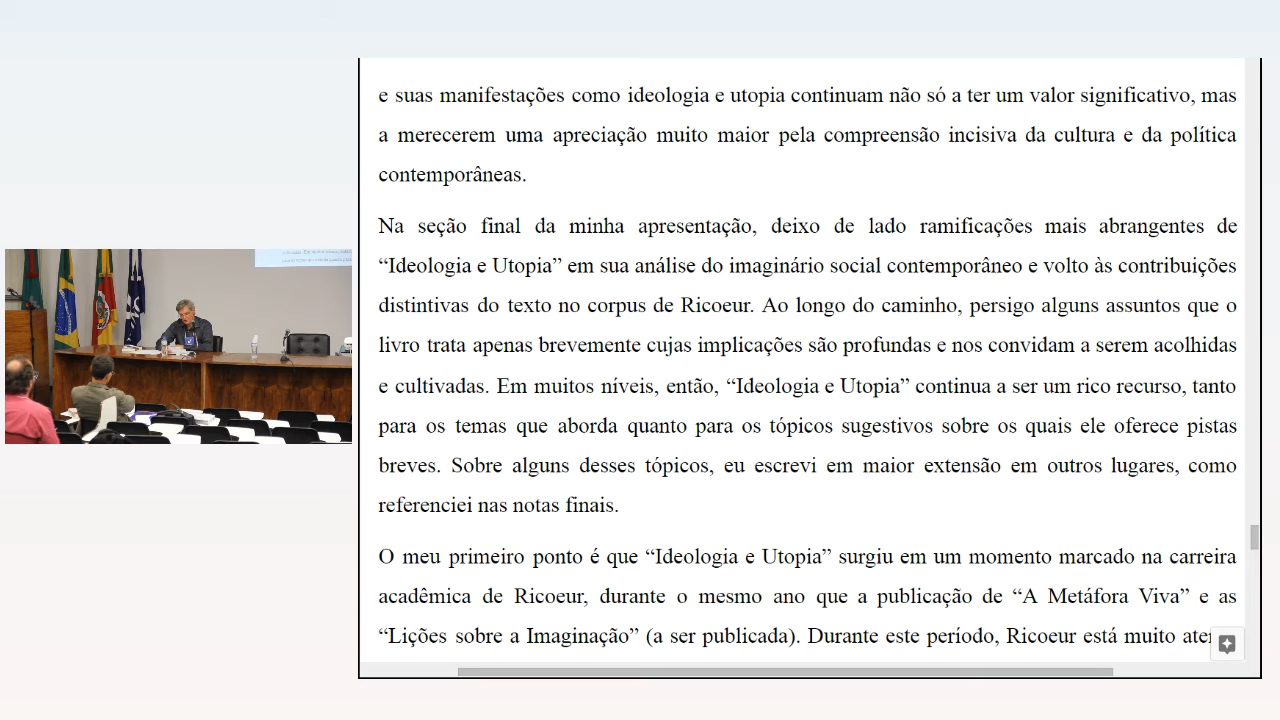 e suas manifestações como ideologia e utopia continuam não só a ter um valor significativo, mas
a merecerem uma apreciação muito maior pela compreensão incisiva da cultura e da política
contemporâneas.
Na seção final da minha apresentação, deixo de lado ramificações mais abrangentes de
“Ideologia e Utopia” em sua análise do imaginário social contemporâneo e volto às contribuições
distintivas do texto no corpus de Ricoeur. Ao longo do caminho, persigo alguns assuntos que o
livro trata apenas brevemente cujas implicações são profundas e nos convidam a serem acolhidas
e cultivadas. Em muitos níveis, então, “Ideologia e Utopia” continua a ser um rico recurso, tanto
para os temas que aborda quanto para os tópicos sugestivos sobre os quais ele oferece pistas
breves. Sobre alguns desses tópicos, eu escrevi em maior extensão em outros lugares, como
referenciei nas notas finais.
O meu primeiro ponto é que “Ideologia e Utopia” surgiu em um momento marcado na carreira
acadêmica de Ricoeur, durante o mesmo ano que a publicação de “A Metáfora Viva” e as
“Lições sobre a Imaginação” (a ser publicada). Durante este período, Ricoeur está muito